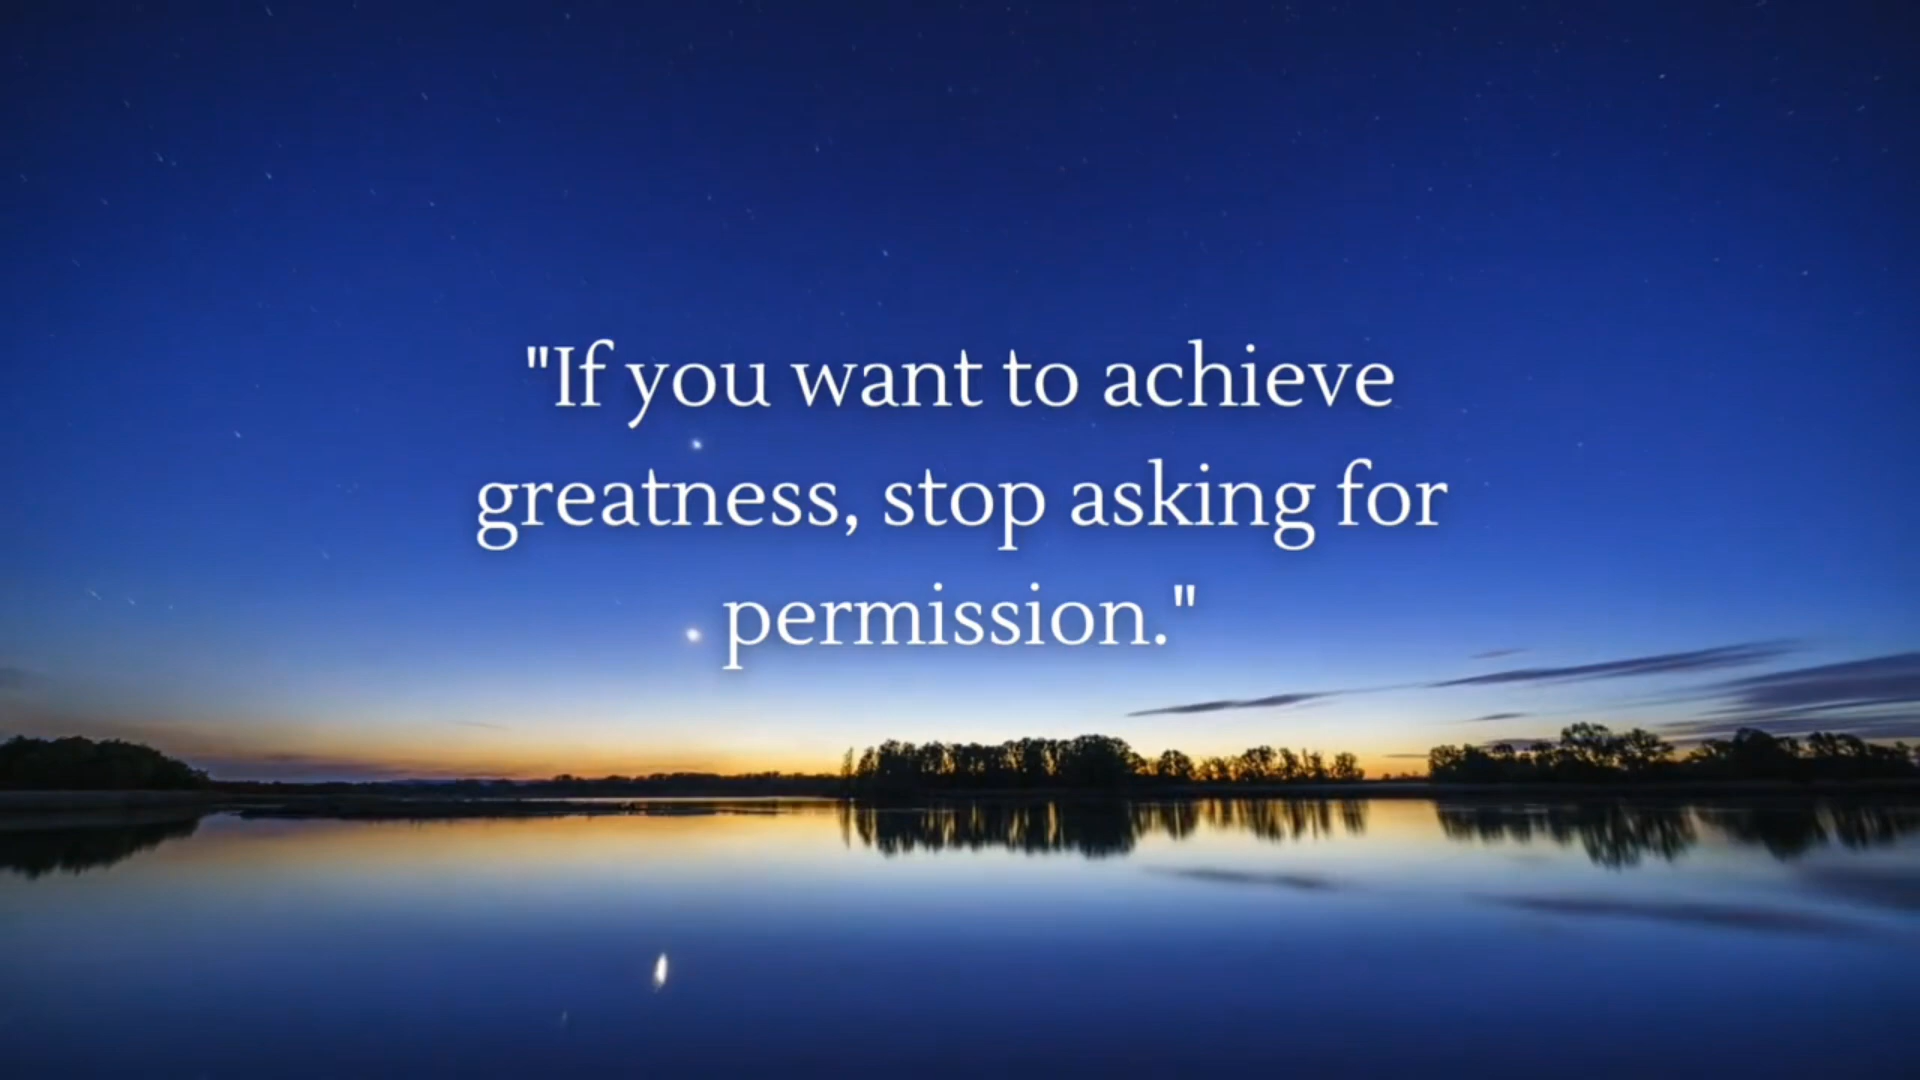 "If you want to achieve
greatness, stop asking for
permission."